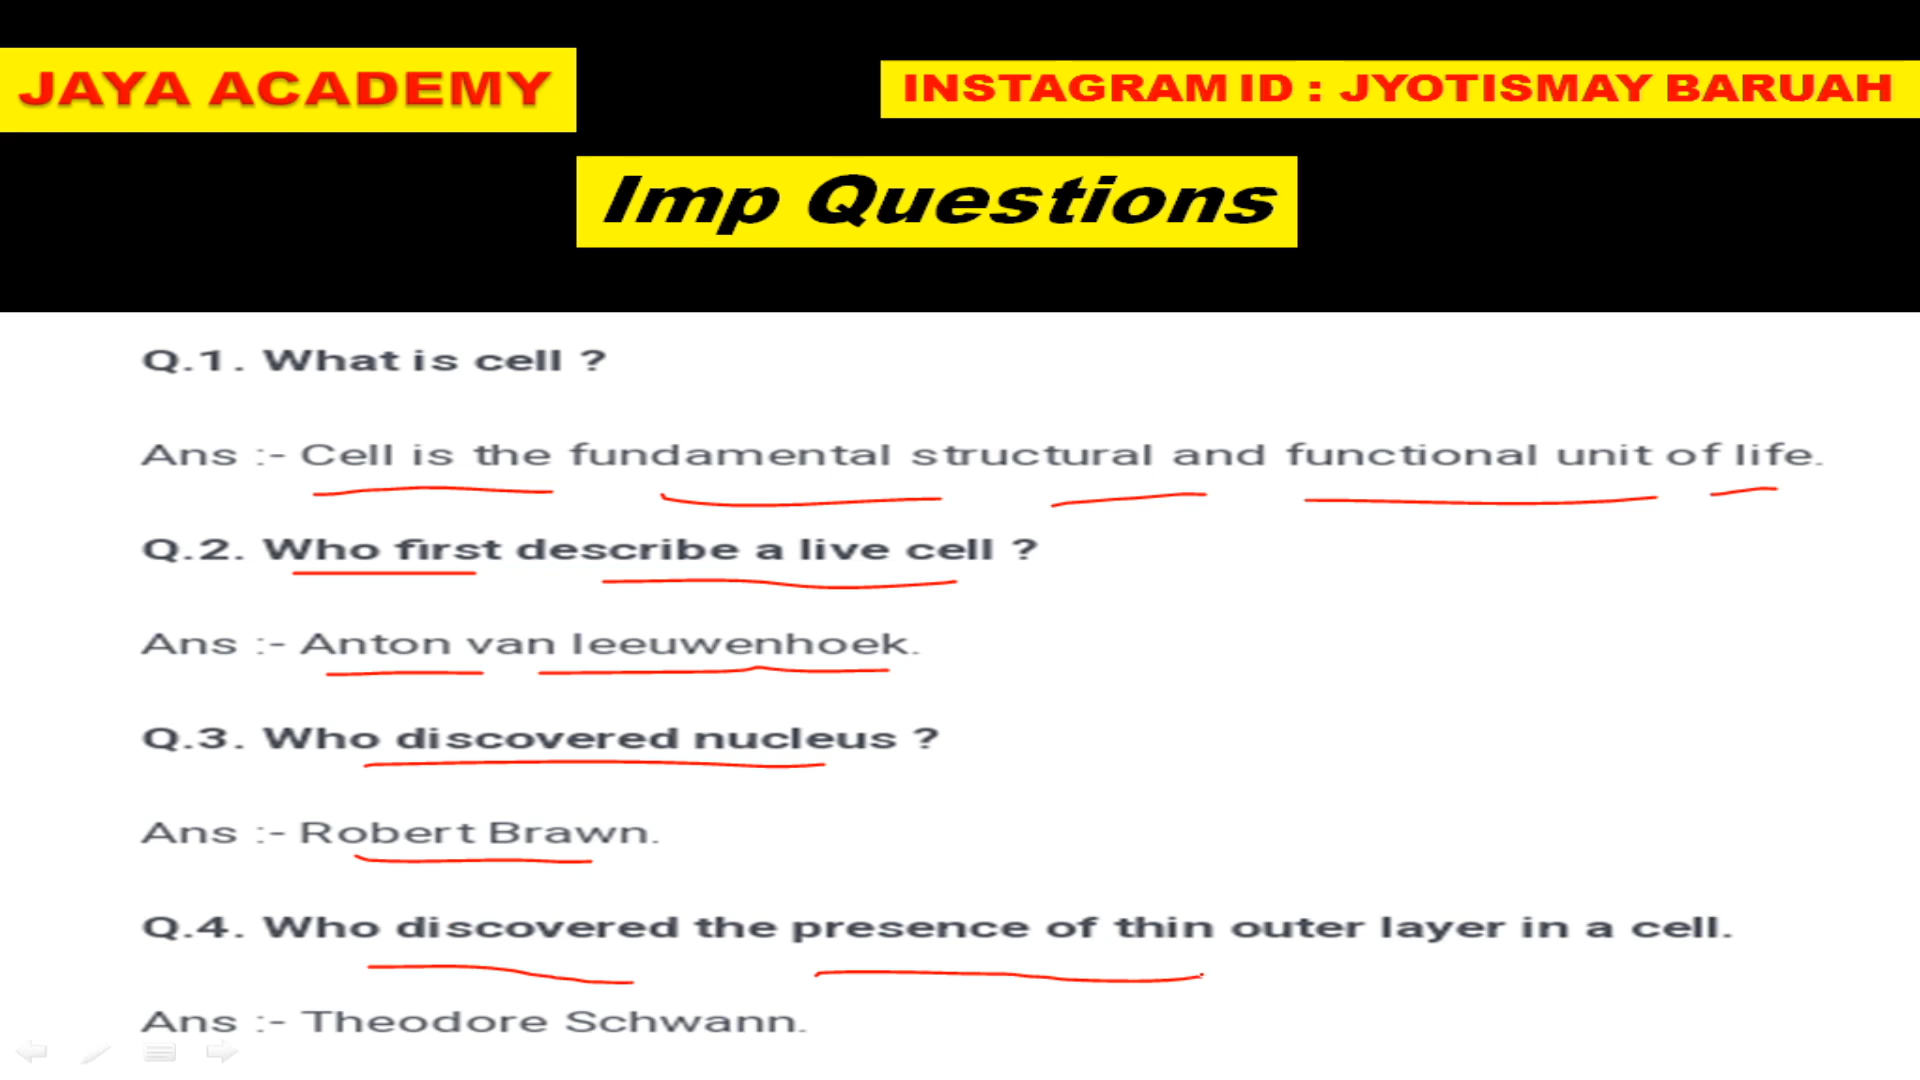 JAYA ACADEMY
INSTAGRAM ID : JYOTISMAY BARUAH
Imp Questions
Q.1. What is cell ?
Ans :- Cell is the fundamental structural and functional unit of life.
Q.2. Who first describe a live cell ?
Ans :- Anton van leeuwenhoek.
Q.3. Who discovered nucleus ?
Ans :- Robert Brawn.
Q.4. Who discovered the presence of thin outer layer in a cell.
Ans :- Theodore Schwann.